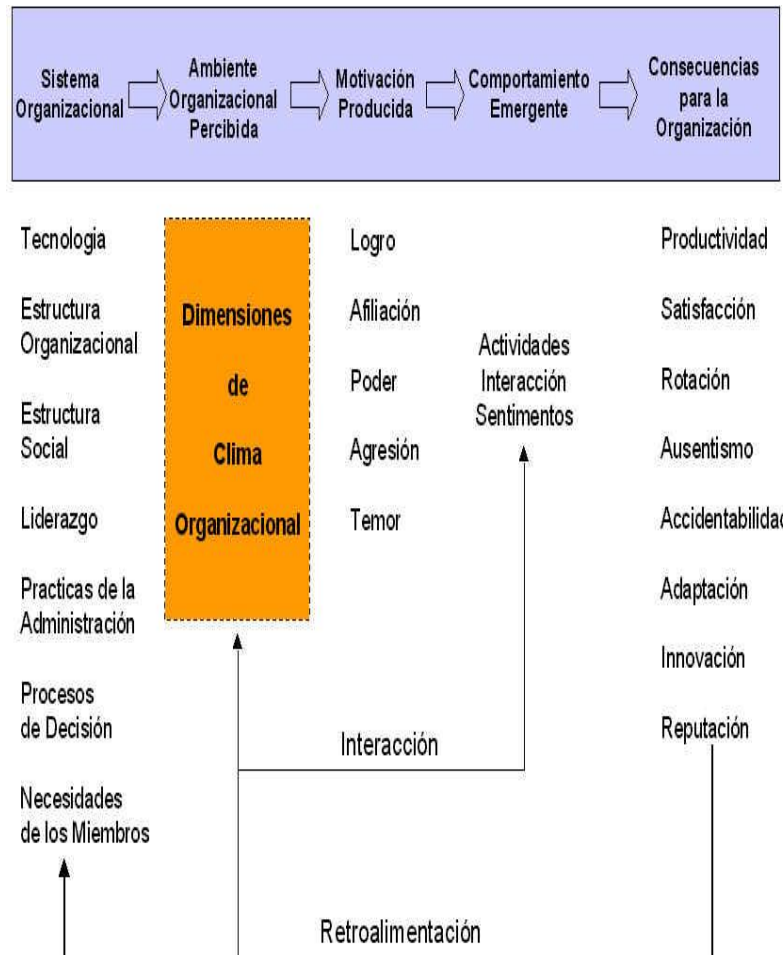 Sistema
Organizacional
Ambiente
Organizacional
Percibida
Motivación
Producida
Comportamiento
Emergente
Consecuencias
para la
Organización
Tecnologia
Estructura
Organizacional
Estructura
Social
Liderazgo
Practicas de la
Administración
Procesos
de Decisión
Necesidades
de los Miembros
Dimensiones
de
Clima
Organizacional
Logro
Afiliación
Poder
Agresión
Temor
Actividades
Interacción
Sentimentos
Productividad
Satisfacción
Rotación
Ausentismo
Accidentabilidad
Adaptación
Innovación
Reputación
Interacción
Retroalimentación